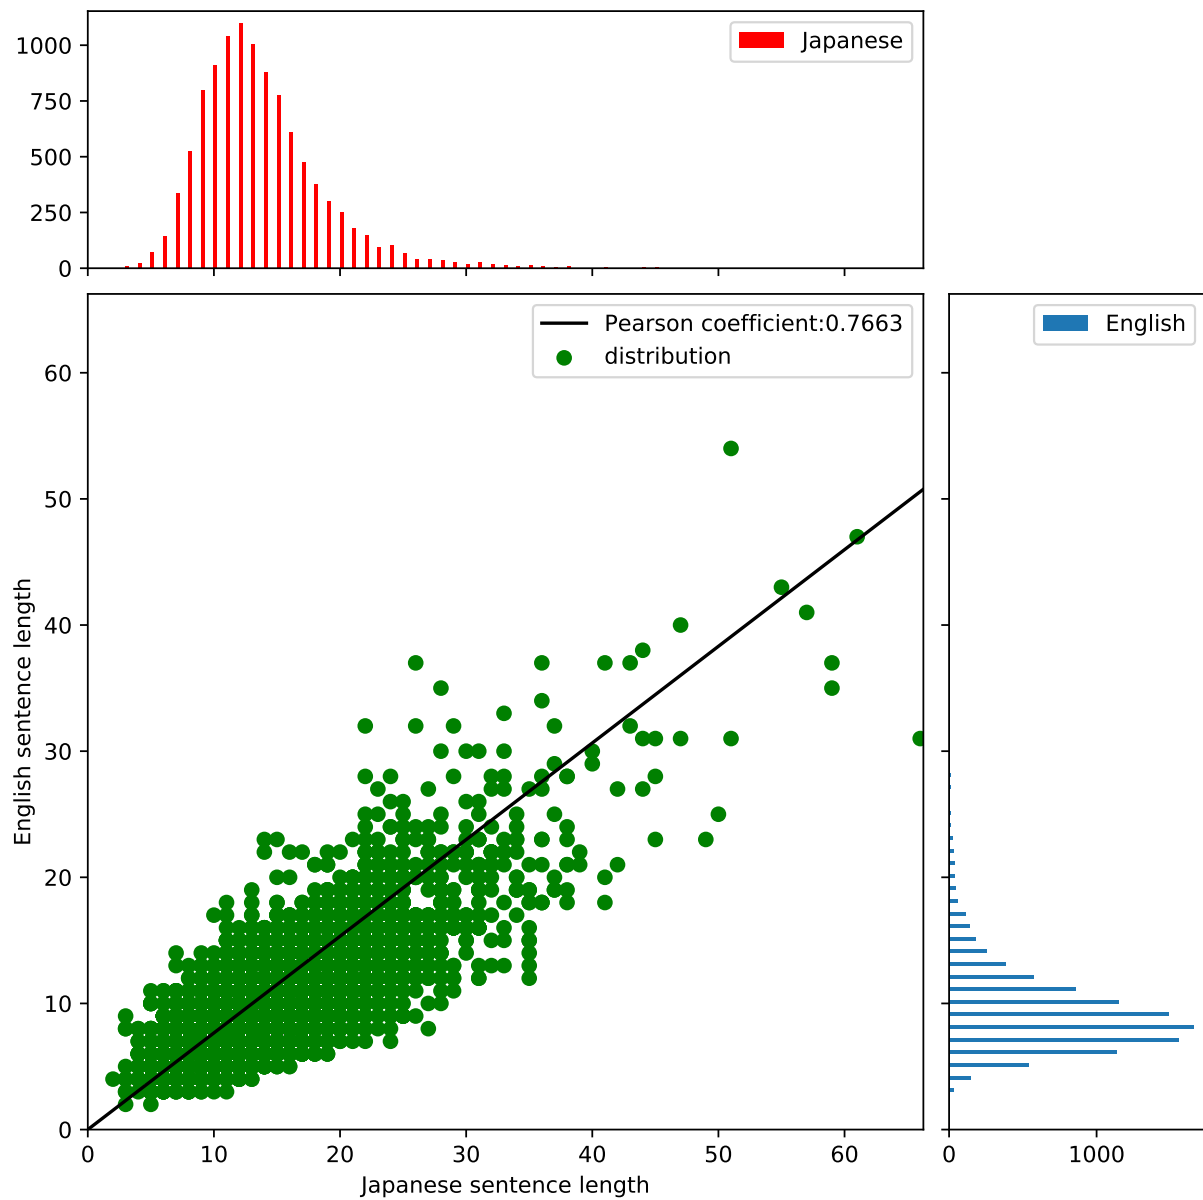 Japanese
1000
750
500
250
0
Pearson coefficient:0.7663
distribution
English
60
50
40
30
20
10
0
English sentence length
0 10 20 30 40 50 60
Japanese sentence length
0 1000